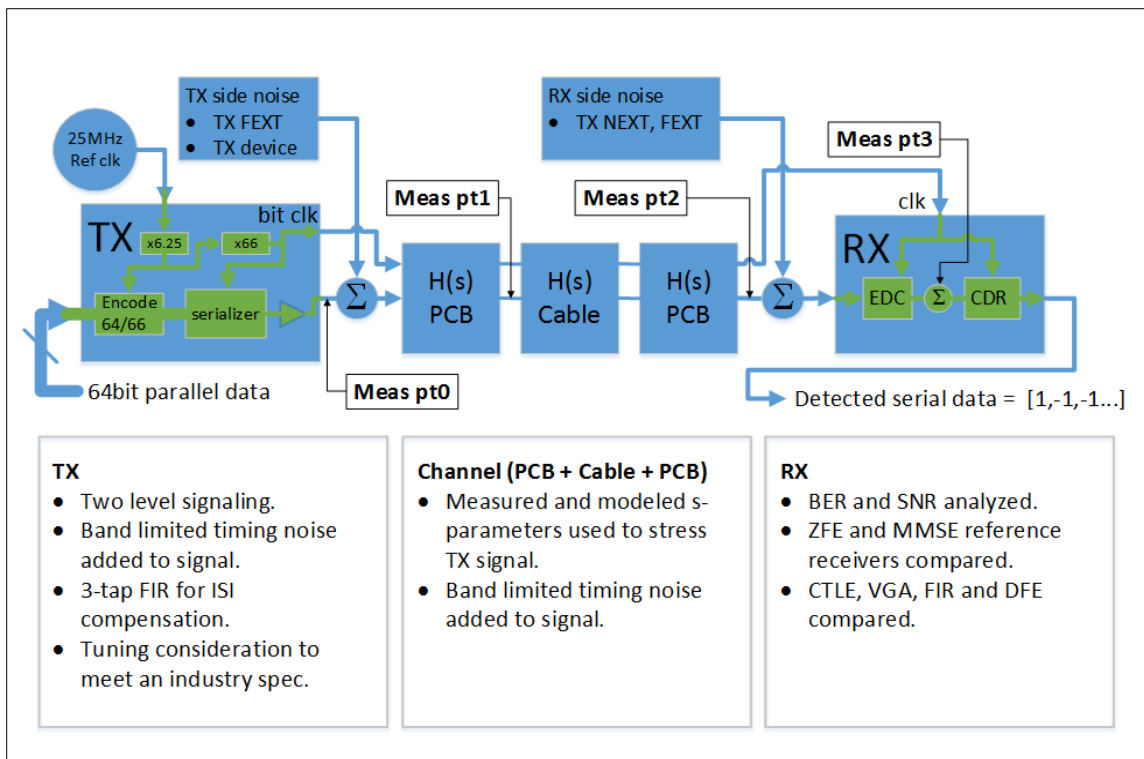 TX side noise
• TX FEXT
• TX device
RX side noise
• TX NEXT, FEXT
25MHz
Ref clk
Meas pt3
Meas pt1
Meas pt2
bit clk
clk
TX
x6.25
x66
RX
Encode
64/66
serializer
Σ
H(s)
PCB
H(s)
Cable
H(s)
PCB
Σ
EDC
Σ
CDR
64bit parallel data
Meas pt0
Detected serial data = [1,-1,-1...]
TX
• Two level signaling.
• Band limited timing noise
added to signal.
• 3-tap FIR for ISI
compensation.
• Tuning consideration to
meet an industry spec.
Channel (PCB + Cable + PCB)
• Measured and modeled s-
parameters used to stress
TX signal.
• Band limited timing noise
added to signal.
RX
• BER and SNR analyzed.
• ZFE and MMSE reference
receivers compared.
• CTLE, VGA, FIR and DFE
compared.